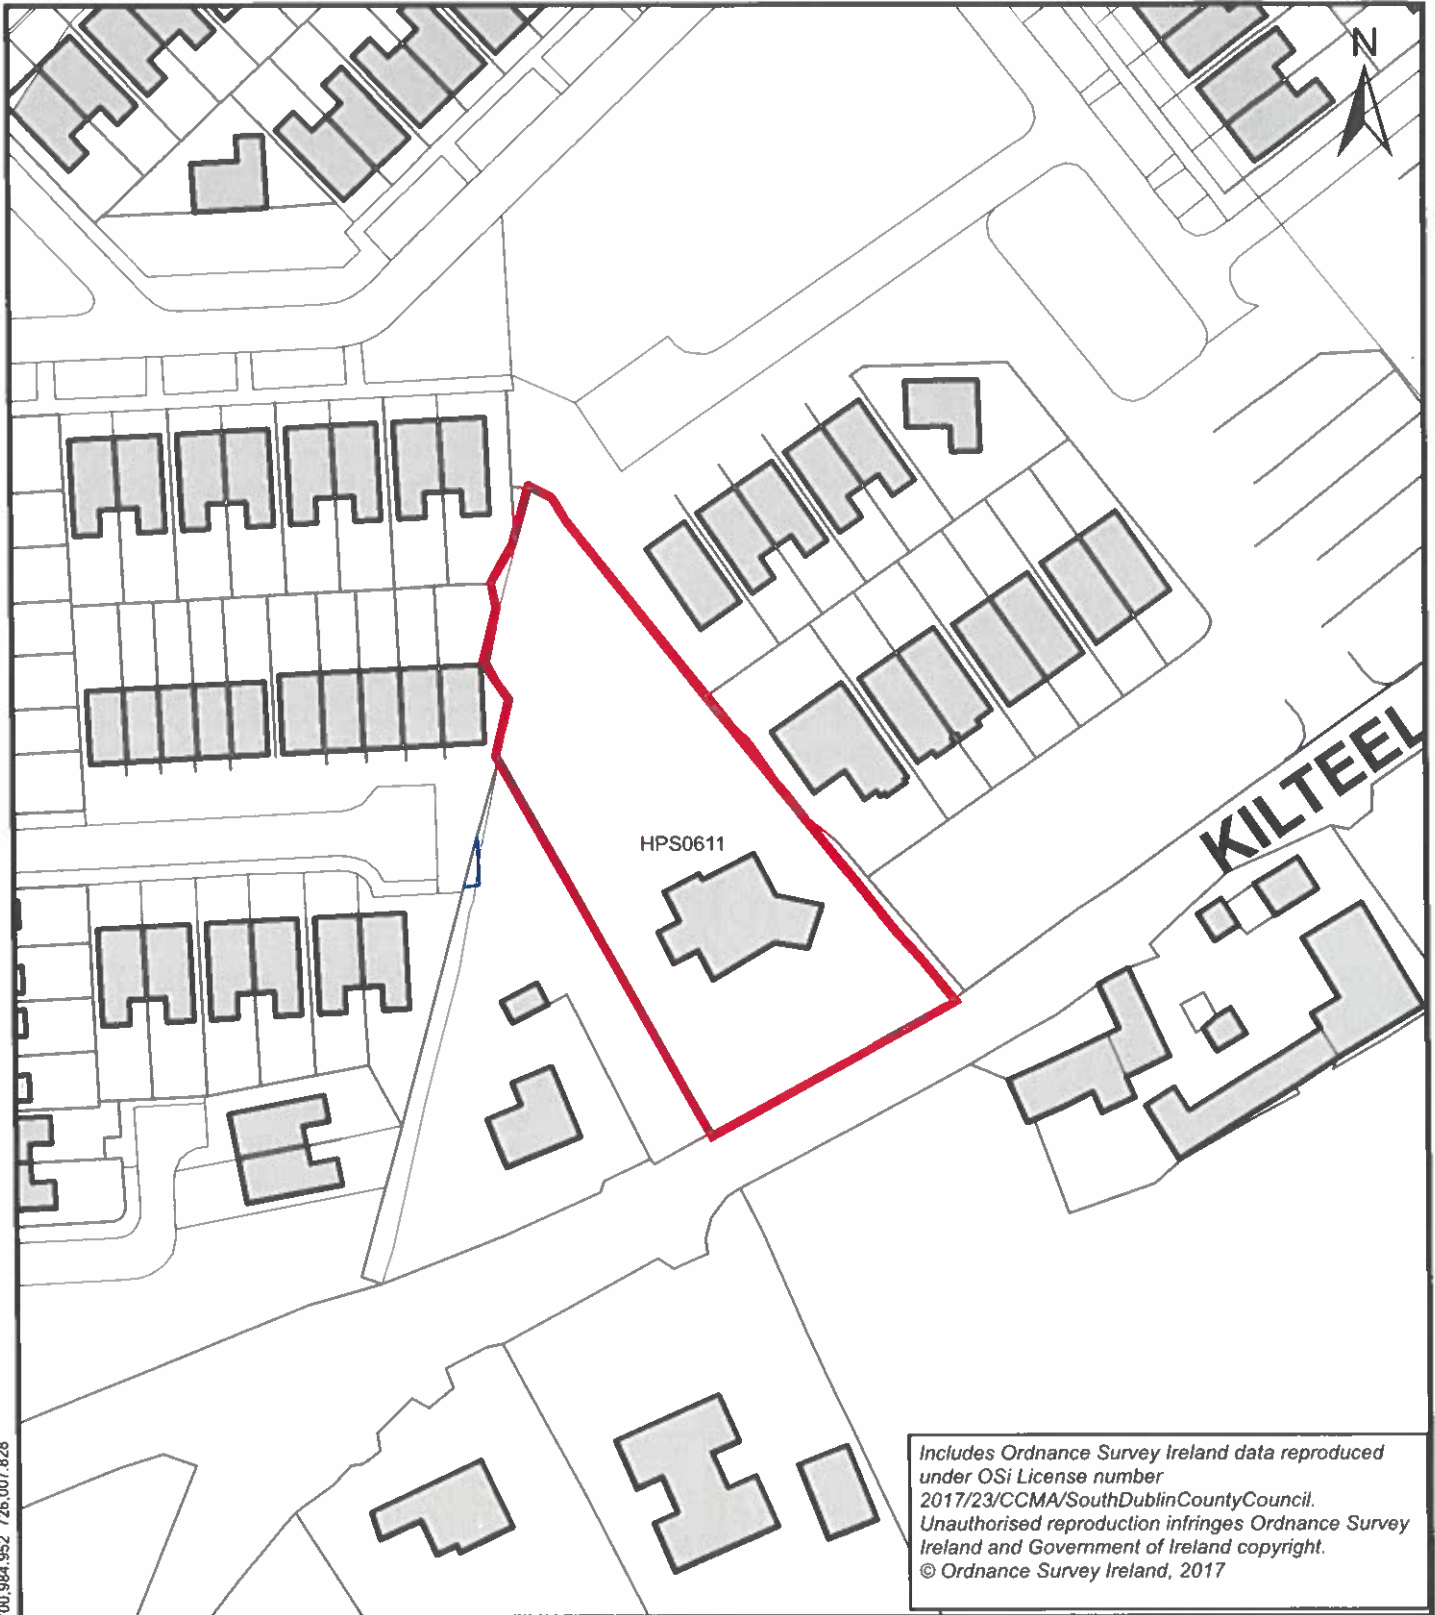 N
KILTEEL
HPS0611
Includes Ordnance Survey Ireland data reproduced
under OSi License number
2017/23/CCMA/SouthDublinCountyCouncil.
Unauthorised reproduction infringes Ordnance Survey
Ireland and Government of Ireland copyright.
© Ordnance Survey Ireland, 2017